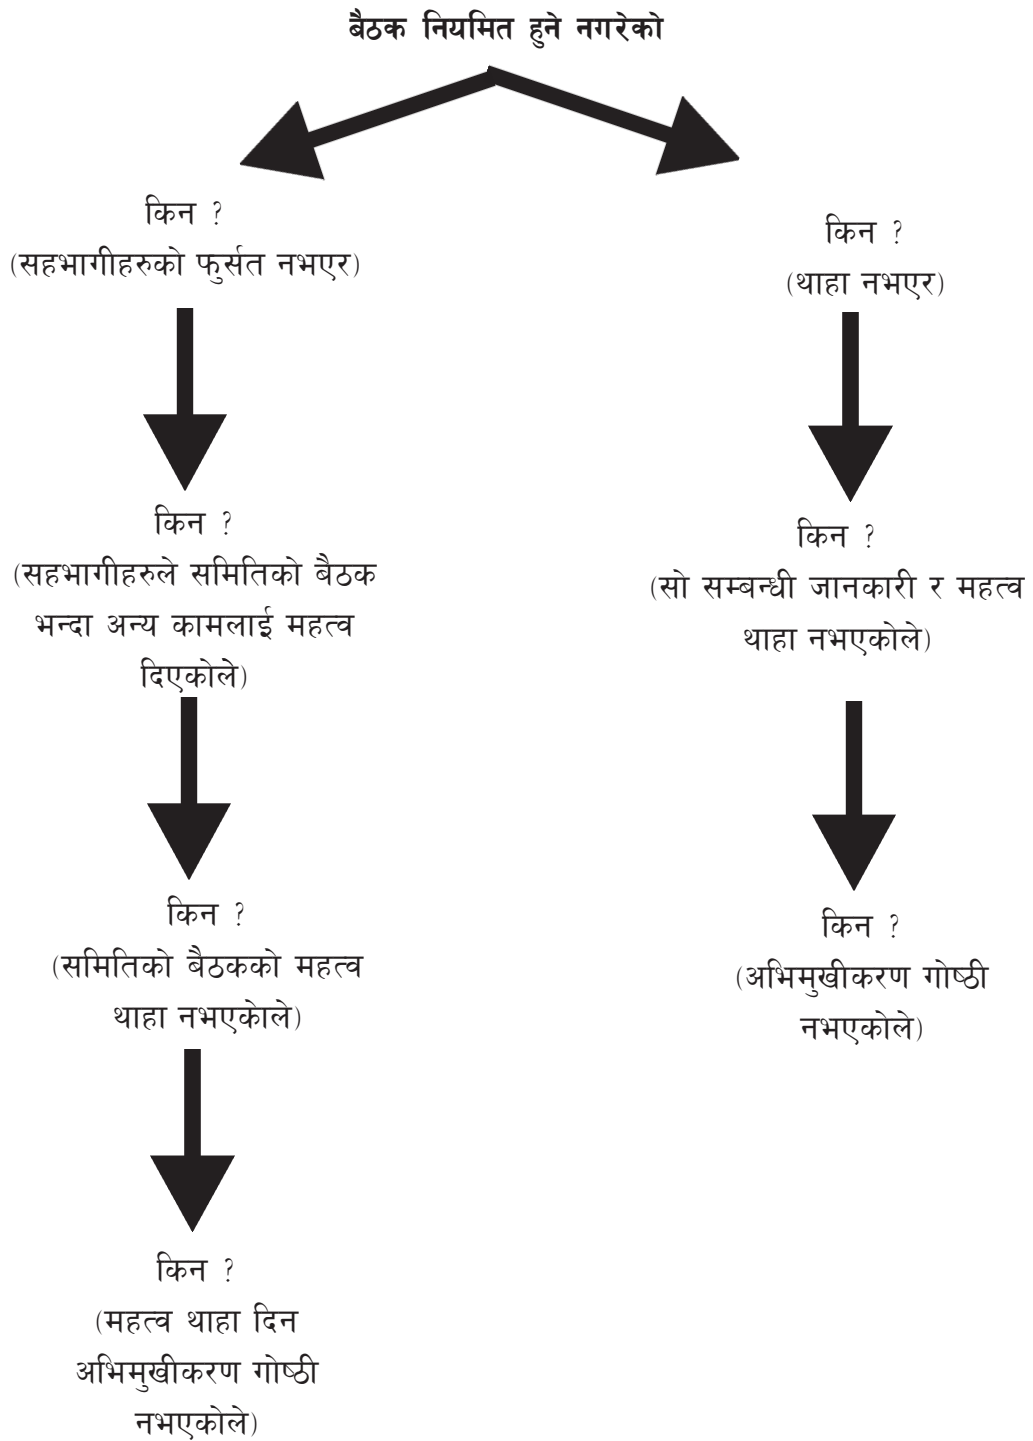 बैठक नियमित हुने नगरेको
किन ?
(सहभागीहरुको फुर्सत नभएर)
किन ?
(सहभागीहरुले समितिको बैठक
भन्दा अन्य कामलाई महत्व
दिएकोले)
किन ?
(समितिको बैठकको महत्व
थाहा नभएकोले)
किन ?
(महत्व थाहा दिन
अभिमुखीकरण गोष्ठी
नभएकोले)
किन ?
(थाहा नभएर)
किन ?
(सो सम्बन्धी जानकारी र महत्व
थाहा नभएकोले)
किन ?
(अभिमुखीकरण गोष्ठी
नभएकोले)